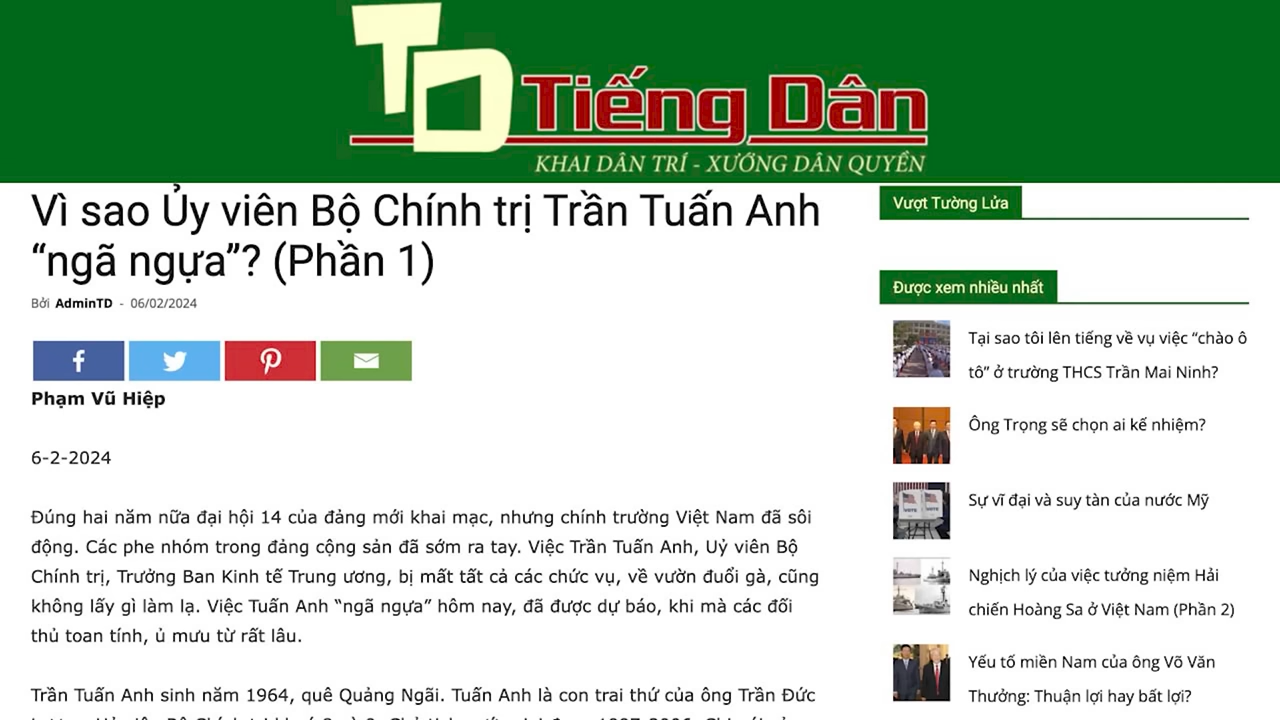 TD Tiếng Dân
KHAI DÂN TRÍ - XƯỚNG DÂN QUYỀN
Vì sao Ủy viên Bộ Chính trị Trần Tuấn Anh
“ngã ngựa”? (Phần 1)
Bởi AdminTD - 06/02/2024
Phạm Vũ Hiệp
6-2-2024
Đúng hai năm nữa đại hội 14 của đảng mới khai mạc, nhưng chính trường Việt Nam đã sôi
động. Các phe nhóm trong đảng cộng sản đã sớm ra tay. Việc Trần Tuấn Anh, Uỷ viên Bộ
Chính trị, Trưởng Ban Kinh tế Trung ương, bị mất tất cả các chức vụ, về vườn đuổi gà, cũng
không lấy gì làm lạ. Việc Tuấn Anh “ngã ngựa” hôm nay, đã được dự báo, khi mà các đối
thủ toan tính, ủ mưu từ rất lâu.
Trần Tuấn Anh sinh năm 1964, quê Quảng Ngãi. Tuấn Anh là con trai thứ của ông Trần Đức
Vượt Tường Lửa
Được xem nhiều nhất
Tại sao tôi lên tiếng về vụ việc “chào ô
tô” ở trường THCS Trần Mai Ninh?
Ông Trọng sẽ chọn ai kế nhiệm?
Sự vĩ đại và suy tàn của nước Mỹ
Nghịch lý của việc tưởng niệm Hải
chiến Hoàng Sa ở Việt Nam (Phần 2)
Yếu tố miền Nam của ông Võ Văn
Thưởng: Thuận lợi hay bất lợi?